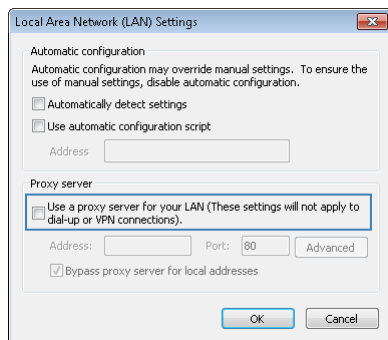 Local Area Network (LAN) Settings
Automatic configuration
Automatic configuration may override manual settings. To ensure the
use of manual settings, disable automatic configuration.
Automatically detect settings
Use automatic configuration script
Address
Proxy server
Use a proxy server for your LAN (These settings will not apply to
dial-up or VPN connections).
Address: Port: 80 Advanced
Bypass proxy server for local addresses
OK Cancel